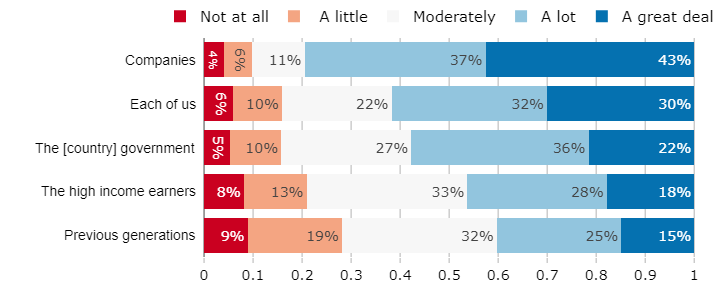 Not at all A little Moderately A lot A great deal
Companies 4% 6% 11% 37% 43%
Each of us 6% 10% 22% 32% 30%
The [country] government 5% 10% 27% 36% 22%
The high income earners 8% 13% 33% 28% 18%
Previous generations 9% 19% 32% 25% 15%
0 0.1 0.2 0.3 0.4 0.5 0.6 0.7 0.8 0.9 1